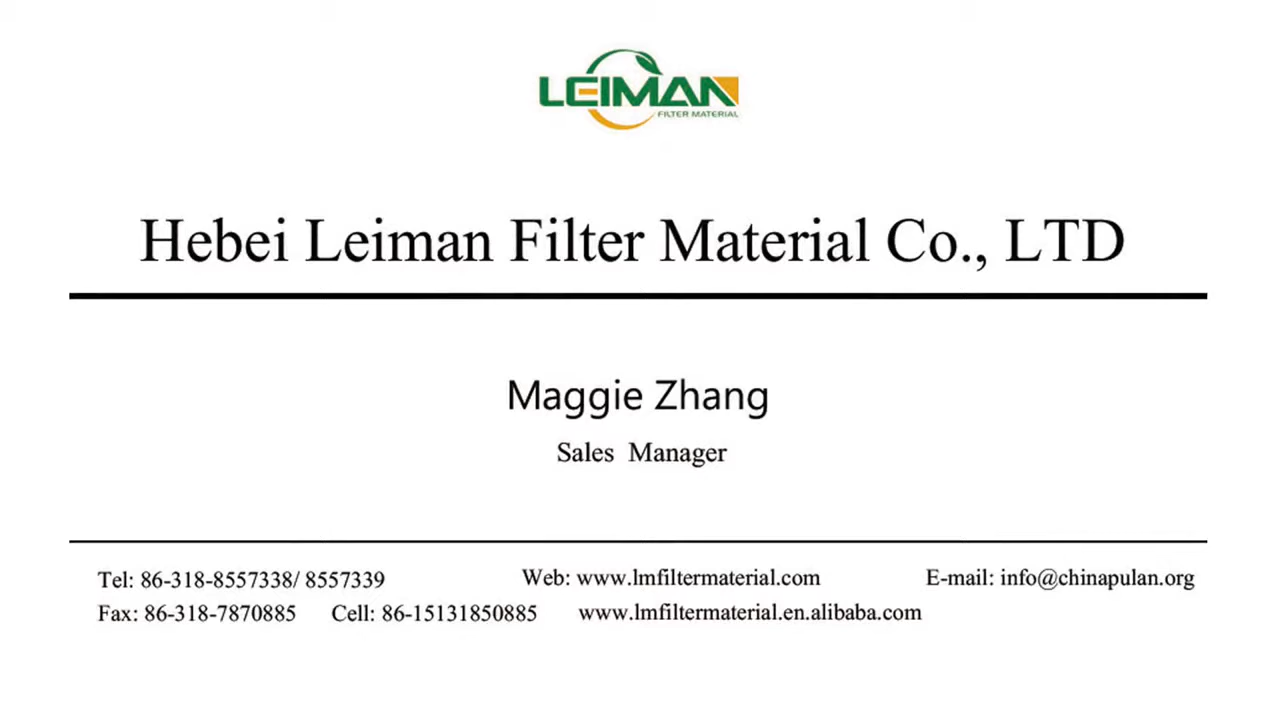 LEIMAN
FILTER MATERIAL
Hebei Leiman Filter Material Co., LTD
Maggie Zhang
Sales Manager
Tel: 86-318-8557338/ 8557339 Web: www.lmfiltermaterial.com E-mail: info@chinapulan.org
Fax: 86-318-7870885 Cell: 86-15131850885 www.lmfiltermaterial.en.alibaba.com